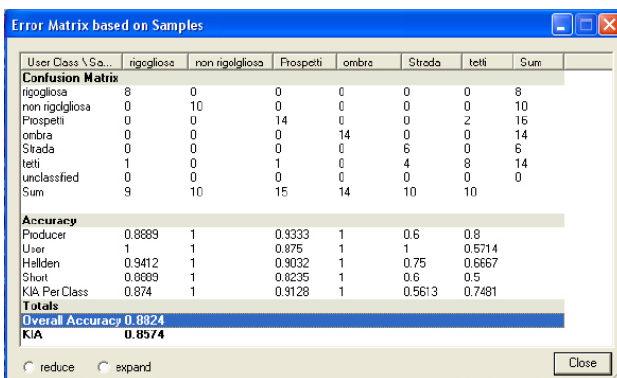 Error Matrix based on Samples
User Class \ Sa... rigogliosa non rigolgliosa Prospetti ombra Strada tetti Sum
Confusion Matrix
rigogliosa 8 0 0 0 0 0 8
non rigolgliosa 0 10 0 0 0 0 10
Prospetti 0 0 14 0 0 2 16
ombra 0 0 0 14 0 0 14
Strada 0 0 0 0 6 0 6
tetti 1 0 1 0 4 8 14
unclassified 0 0 0 0 0 0 0
Sum 9 10 15 14 10 10
Accuracy
Producer 0.8889 1 0.9333 1 0.6 0.8
User 1 1 0.875 1 1 0.5714
Hellden 0.9412 1 0.9032 1 0.75 0.6667
Short 0.8889 1 0.8235 1 0.6 0.5
KIA Per Class 0.874 1 0.9128 1 0.5613 0.7481
Totals
Overall Accuracy 0.8824
KIA 0.8574
reduce expand Close